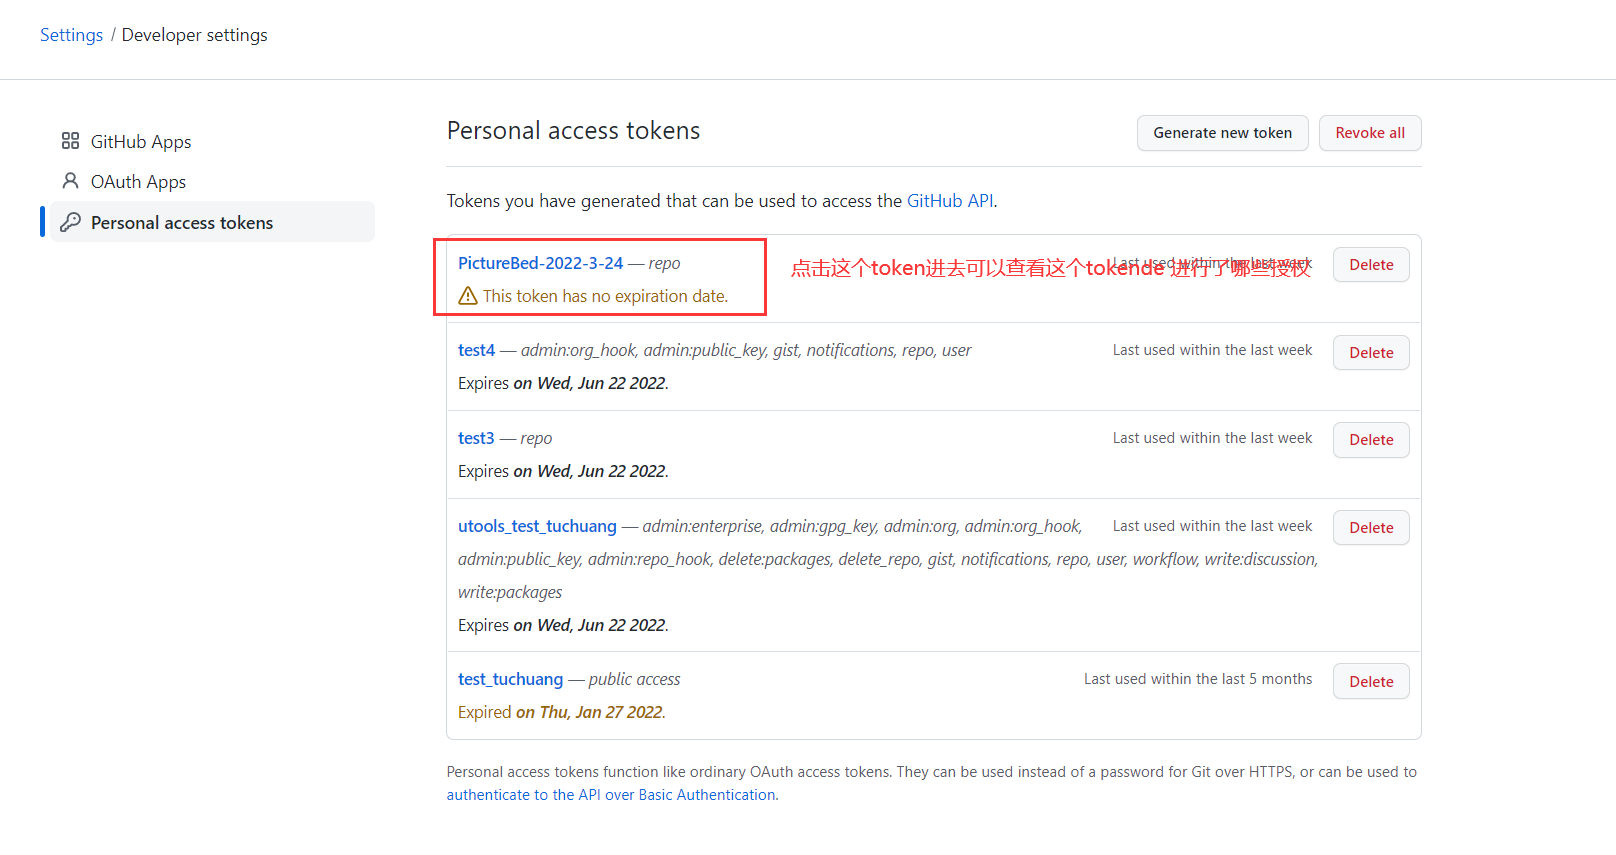 Settings / Developer settings
GitHub Apps
OAuth Apps
Personal access tokens
Personal access tokens
Generate new token
Revoke all
Tokens you have generated that can be used to access the GitHub API.
PictureBed-2022-3-24 — repo
Last used within the last week
点击这个token进去可以查看这个tokende 进行了哪些授权
Delete
This token has no expiration date.
test4 — admin:org_hook, admin:public_key, gist, notifications, repo, user
Last used within the last week
Delete
Expires on Wed, Jun 22 2022.
test3 — repo
Last used within the last week
Delete
Expires on Wed, Jun 22 2022.
utools_test_tuchuang — admin:enterprise, admin:gpg_key, admin:org, admin:org_hook,
Last used within the last week
Delete
admin:public_key, admin:repo_hook, delete:packages, delete_repo, gist, notifications, repo, user, workflow, write:discussion,
write:packages
Expires on Wed, Jun 22 2022.
test_tuchuang — public access
Last used within the last 5 months
Delete
Expired on Thu, Jan 27 2022.
Personal access tokens function like ordinary OAuth access tokens. They can be used instead of a password for Git over HTTPS, or can be used to
authenticate to the API over Basic Authentication.